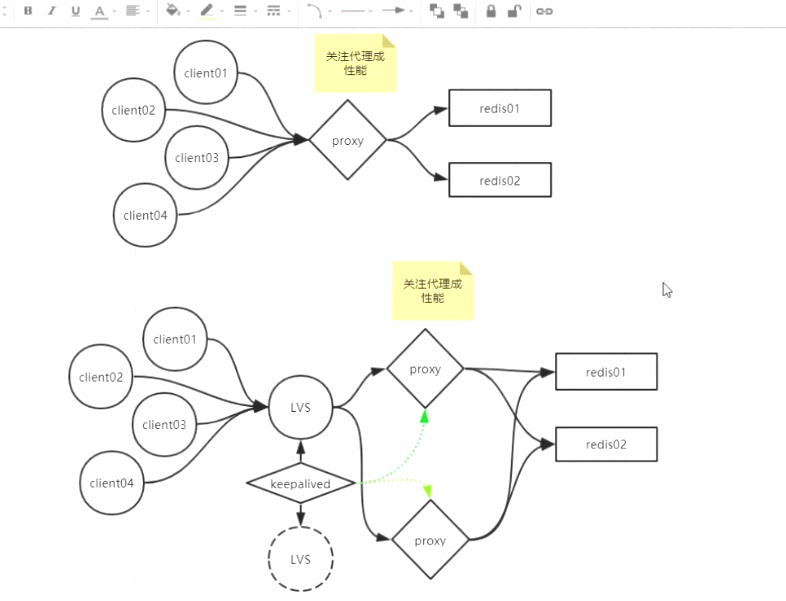 B I U A
关注代理成
性能
client01
client02
client03
client04
proxy
redis01
redis02
关注代理成
性能
client01
client02
client03
client04
LVS
keepalived
LVS
proxy
proxy
redis01
redis02